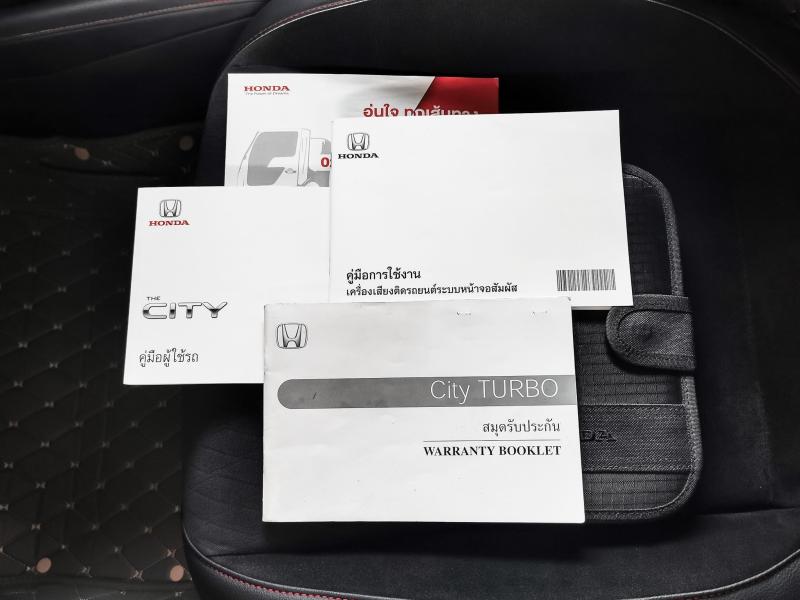 HONDA
The Power of Dreams
อุ่นใจ ทุกเส้นทาง
02
HONDA
คู่มือการใช้งาน
เครื่องเสียงติดรถยนต์ระบบหน้าจอสัมผัส
HONDA
THE
CITY
คู่มือผู้ใช้รถ
City TURBO
สมุดรับประกัน
WARRANTY BOOKLET